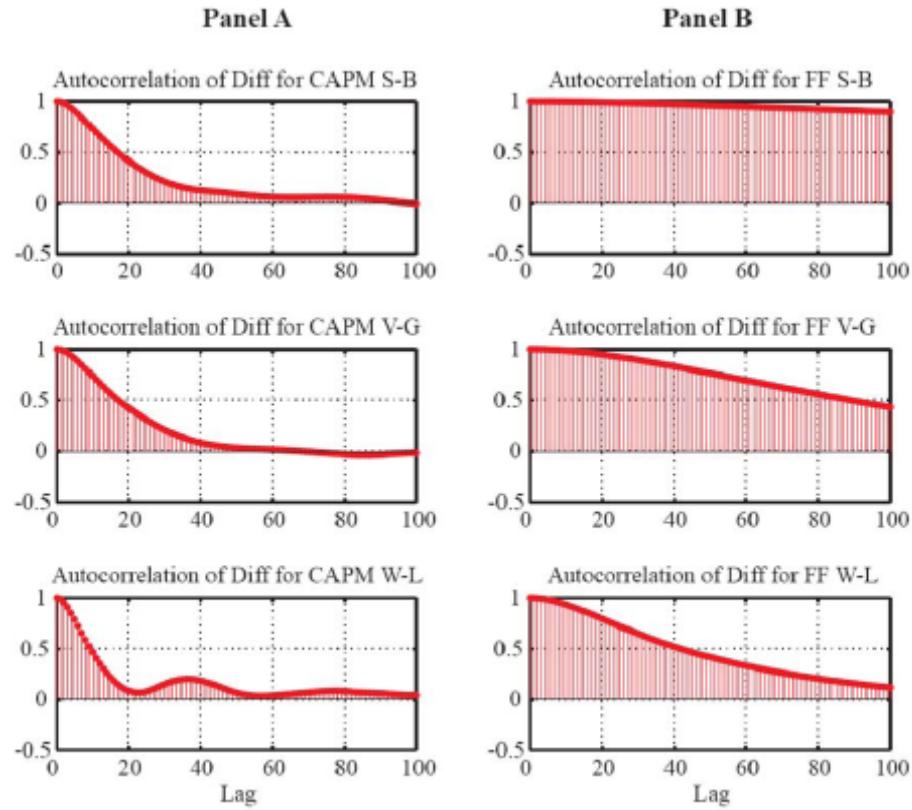 Panel A
Panel B
Autocorrelation of Diff for CAPM S-B
1
0.5
0
-0.5
0 20 40 60 80 100
Autocorrelation of Diff for FF S-B
1
0.5
0
-0.5
0 20 40 60 80 100
Autocorrelation of Diff for CAPM V-G
1
0.5
0
-0.5
0 20 40 60 80 100
Autocorrelation of Diff for FF V-G
1
0.5
0
-0.5
0 20 40 60 80 100
Autocorrelation of Diff for CAPM W-L
1
0.5
0
-0.5
0 20 40 60 80 100
Lag
Autocorrelation of Diff for FF W-L
1
0.5
0
-0.5
0 20 40 60 80 100
Lag